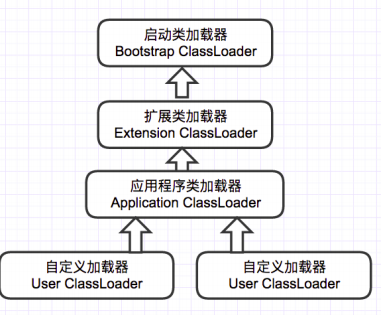 启动类加载器
Bootstrap ClassLoader
扩展类加载器
Extension ClassLoader
应用程序类加载器
Application ClassLoader
自定义加载器
User ClassLoader
自定义加载器
User ClassLoader